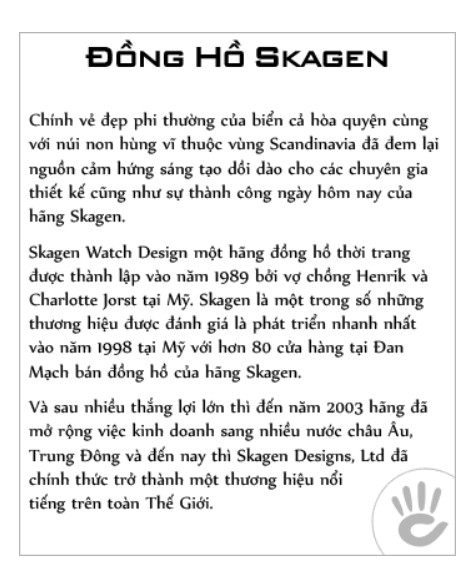 ĐỒNG HỒ SKAGEN
Chính vẻ đẹp phi thường của biển cả hòa quyện cùng
với núi non hùng vĩ thuộc vùng Scandinavia đã đem lại
nguồn cảm hứng sáng tạo dồi dào cho các chuyên gia
thiết kế cũng như sự thành công ngày hôm nay của
hãng Skagen.
Skagen Watch Design một hãng đồng hồ thời trang
được thành lập vào năm 1989 bởi vợ chồng Henrik và
Charlotte Jorst tại Mỹ. Skagen là một trong số những
thương hiệu được đánh giá là phát triển nhanh nhất
vào năm 1998 tại Mỹ với hơn 80 cửa hàng tại Đan
Mạch bán đồng hồ của hãng Skagen.
Và sau nhiều thắng lợi lớn thì đến năm 2003 hãng đã
mở rộng việc kinh doanh sang nhiều nước châu Âu,
Trung Đông và đến nay thì Skagen Designs, Ltd đã
chính thức trở thành một thương hiệu nổi
tiếng trên toàn Thế Giới.